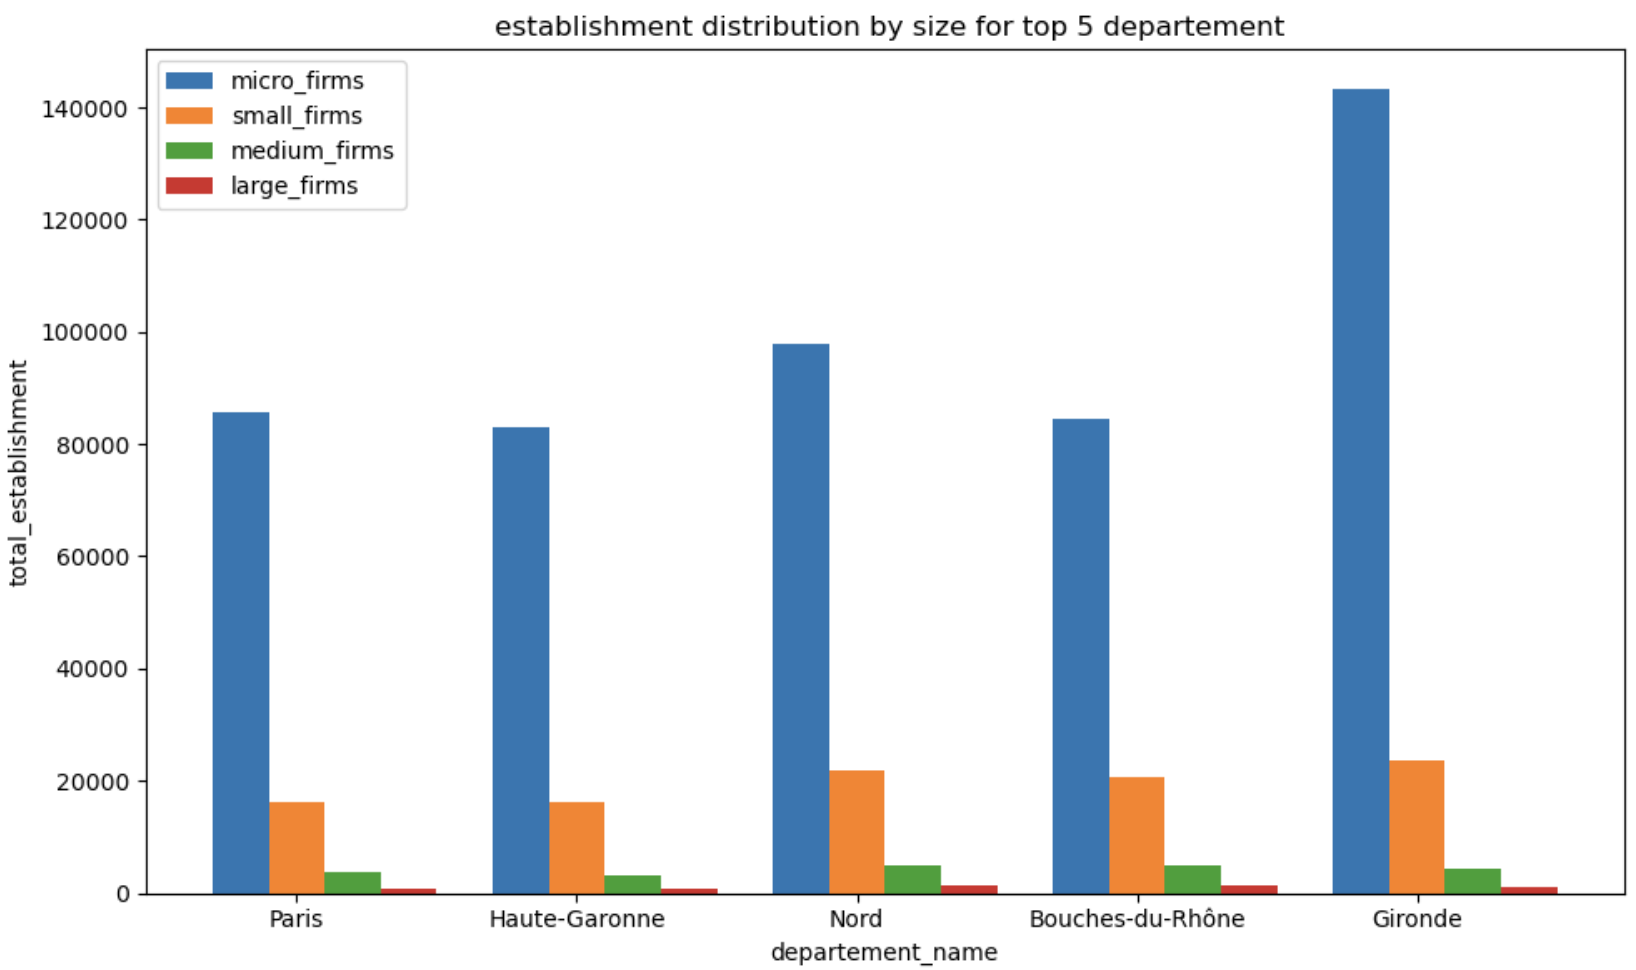 establishment distribution by size for top 5 departement
micro_firms
small_firms
medium_firms
large_firms
140000
120000
100000
80000
60000
40000
20000
0
total_establishment
Paris
Haute-Garonne
Nord
Bouches-du-Rhône
Gironde
departement_name